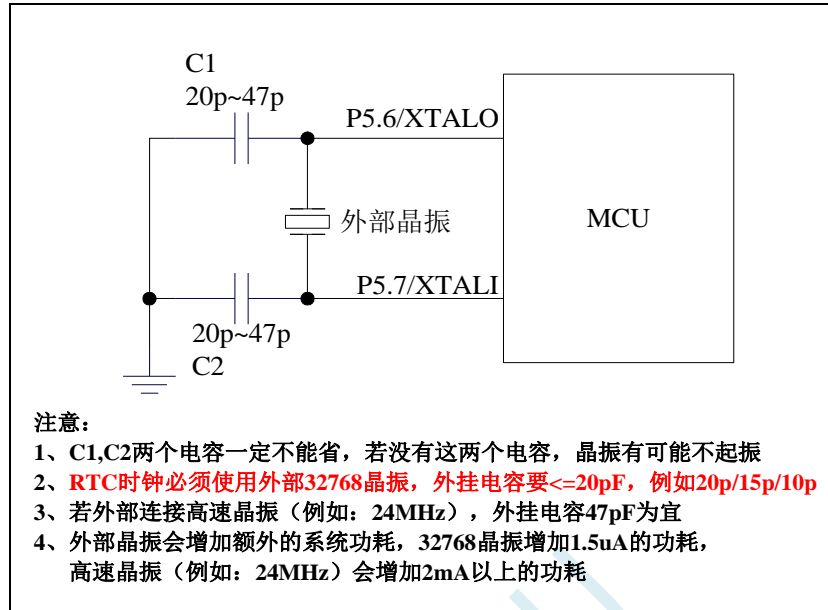 C1
20p~47p
P5.6/XTALO
外部晶振
MCU
P5.7/XTALI
20p~47p
C2
注意：
1、C1,C2两个电容一定不能省，若没有这两个电容，晶振有可能不起振
2、RTC时钟必须使用外部32768晶振，外挂电容要<=20pF，例如20p/15p/10p
3、若外部连接高速晶振（例如：24MHz），外挂电容47pF为宜
4、外部晶振会增加额外的系统功耗，32768晶振增加1.5uA的功耗，
高速晶振（例如：24MHz）会增加2mA以上的功耗